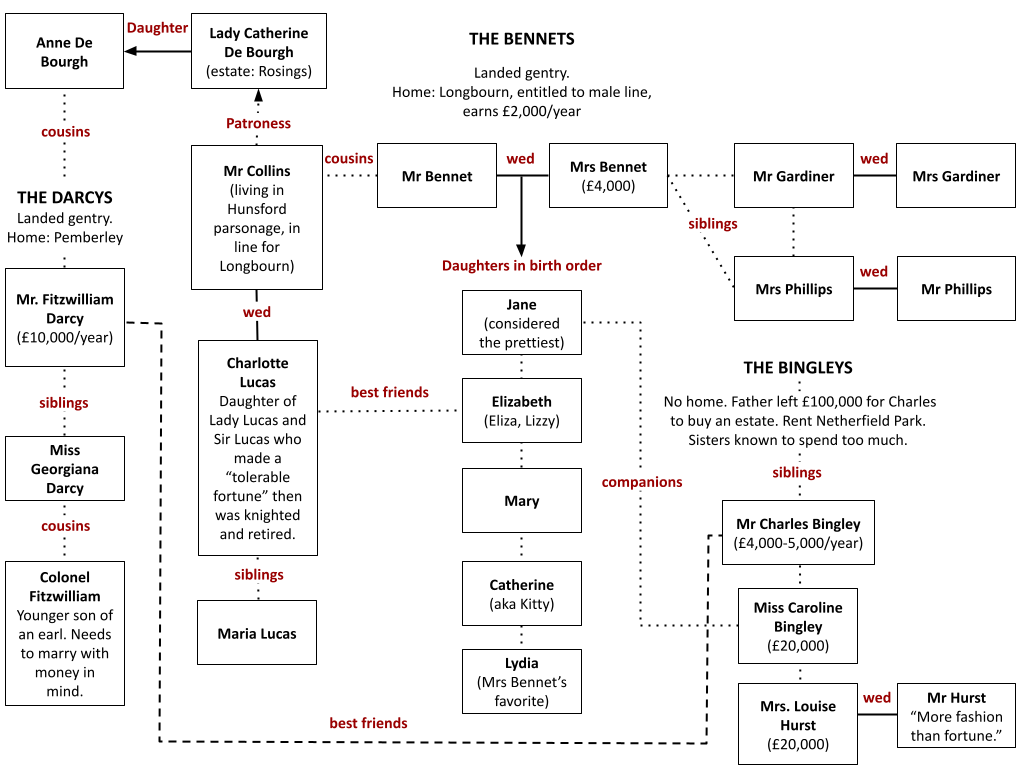 Anne De
Bourgh
Daughter
Lady Catherine
De Bourgh
(estate: Rosings)
THE BENNETS
Landed gentry.
Home: Longbourn, entitled to male line,
earns £2,000/year
cousins
Patroness
THE DARCYS
Landed gentry.
Home: Pemberley
Mr Collins
(living in
Hunsford
parsonage, in
line for
Longbourn)
cousins
Mr Bennet
wed
Mrs Bennet
(£4,000)
Mr Gardiner
wed
Mrs Gardiner
siblings
Mrs Phillips
wed
Mr Phillips
Daughters in birth order
Mr. Fitzwilliam
Darcy
(£10,000/year)
wed
Jane
(considered
the prettiest)
Charlotte
Lucas
Daughter of
Lady Lucas and
Sir Lucas who
made a
“tolerable
fortune” then
was knighted
and retired.
best friends
Elizabeth
(Eliza, Lizzy)
THE BINGLEYS
No home. Father left £100,000 for Charles
to buy an estate. Rent Netherfield Park.
Sisters known to spend too much.
siblings
Miss
Georgiana
Darcy
cousins
Colonel
Fitzwilliam
Younger son of
an earl. Needs
to marry with
money in
mind.
siblings
Maria Lucas
Mary
companions
Catherine
(aka Kitty)
Lydia
(Mrs Bennet’s
favorite)
siblings
Mr Charles Bingley
(£4,000-5,000/year)
Miss Caroline
Bingley
(£20,000)
Mrs. Louise
Hurst
(£20,000)
wed
Mr Hurst
“More fashion
than fortune.”
best friends